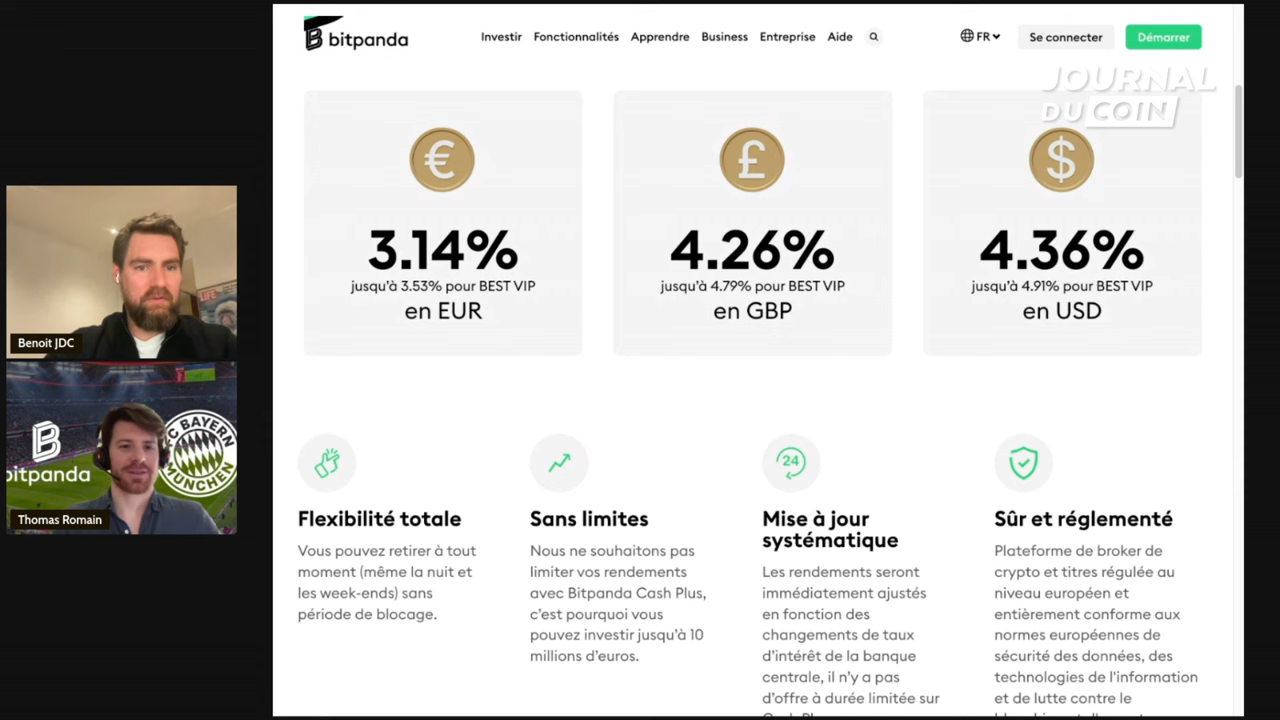 bitpanda
Investir Fonctionnalités Apprendre Business Entreprise Aide
FR
Se connecter
Démarrer
JOURNAL
DU COIN
€
£
$
3.14%
jusqu'à 3.53% pour BEST VIP
en EUR
4.26%
jusqu'à 4.79% pour BEST VIP
en GBP
4.36%
jusqu'à 4.91% pour BEST VIP
en USD
LIFE
Benoit JDC
bitpanda
FC BAYERN
MÜNCHEN
Thomas Romain
Flexibilité totale
Vous pouvez retirer à tout
moment (même la nuit et
les week-ends) sans
période de blocage.
Sans limites
Nous ne souhaitons pas
limiter vos rendements
avec Bitpanda Cash Plus,
c'est pourquoi vous
pouvez investir jusqu'à 10
millions d'euros.
24
Mise à jour
systématique
Les rendements seront
immédiatement ajustés
en fonction des
changements de taux
d'intérêt de la banque
centrale, il n'y a pas
d'offre à durée limitée sur
Sûr et réglementé
Plateforme de broker de
crypto et titres régulée au
niveau européen et
entièrement conforme aux
normes européennes de
sécurité des données, des
technologies de l'information
et de lutte contre le